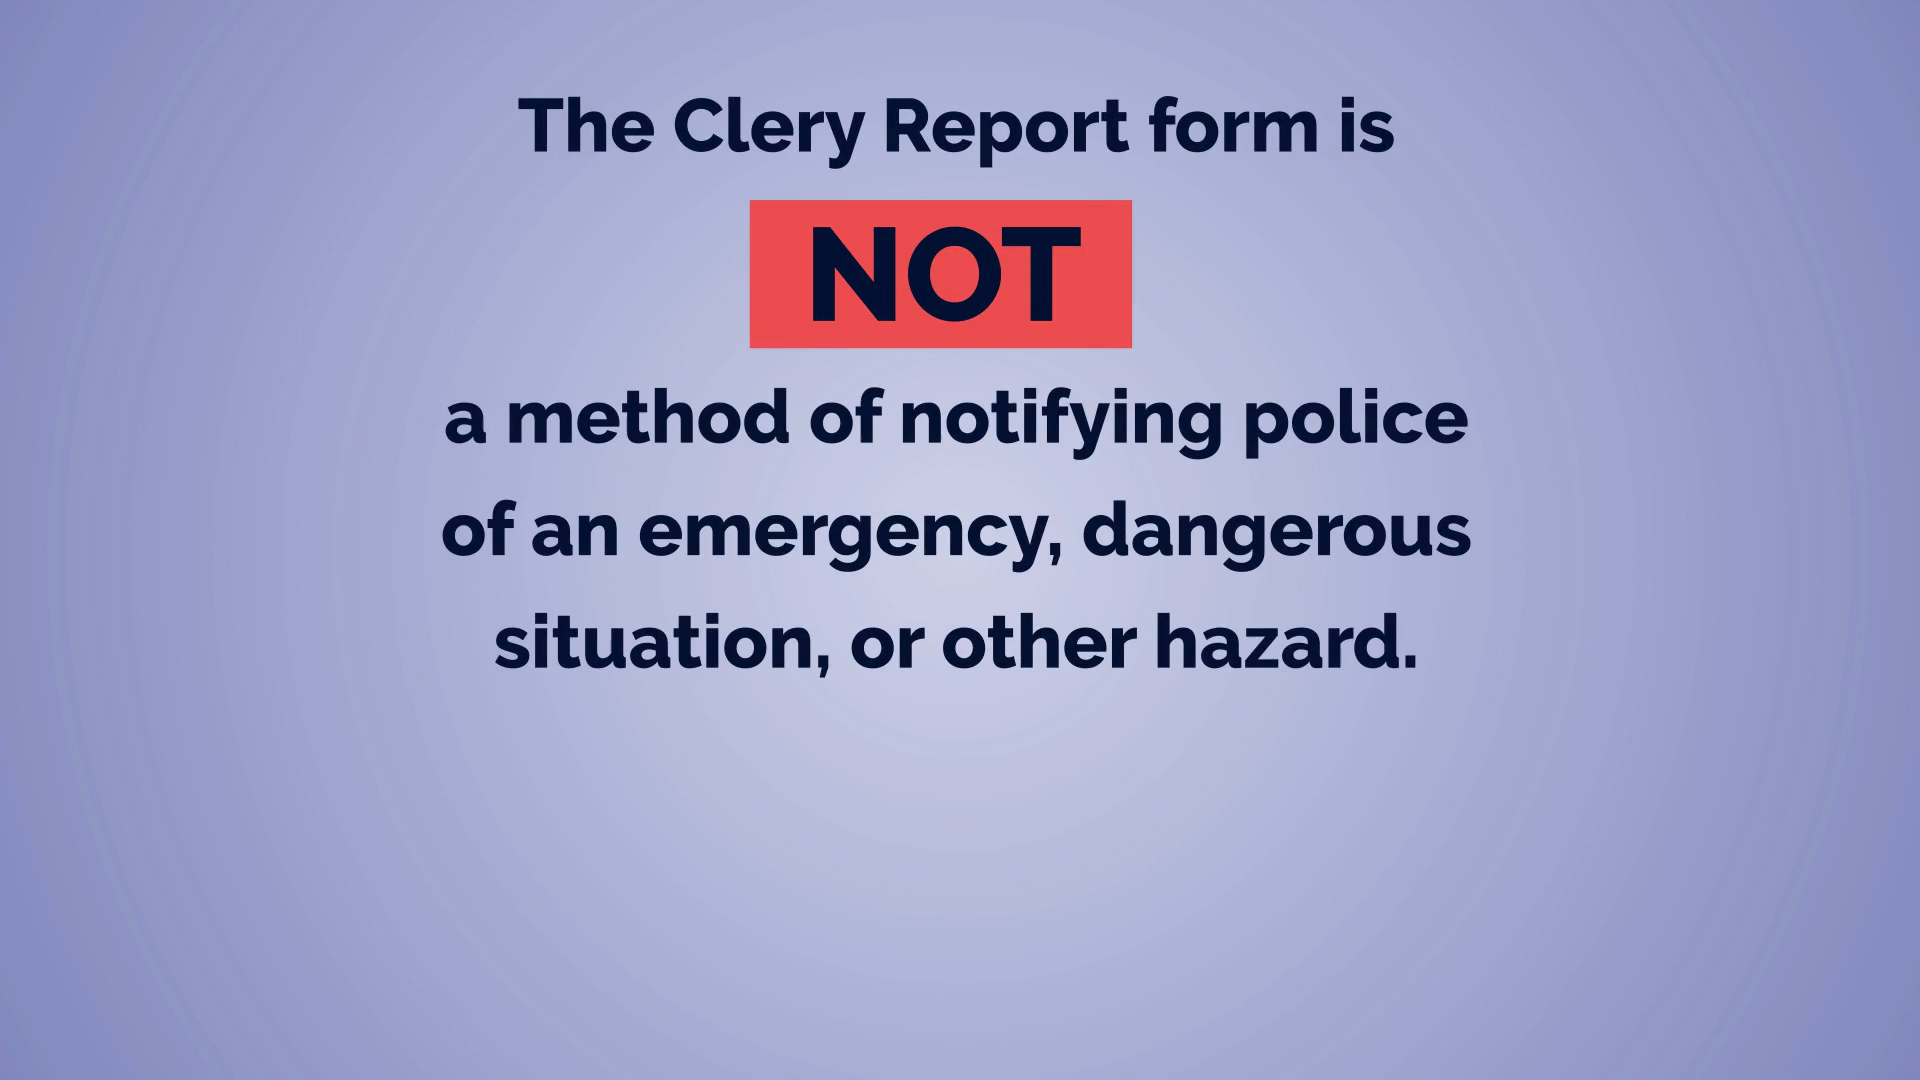 The Clery Report form is
NOT
a method of notifying police
of an emergency, dangerous
situation, or other hazard.